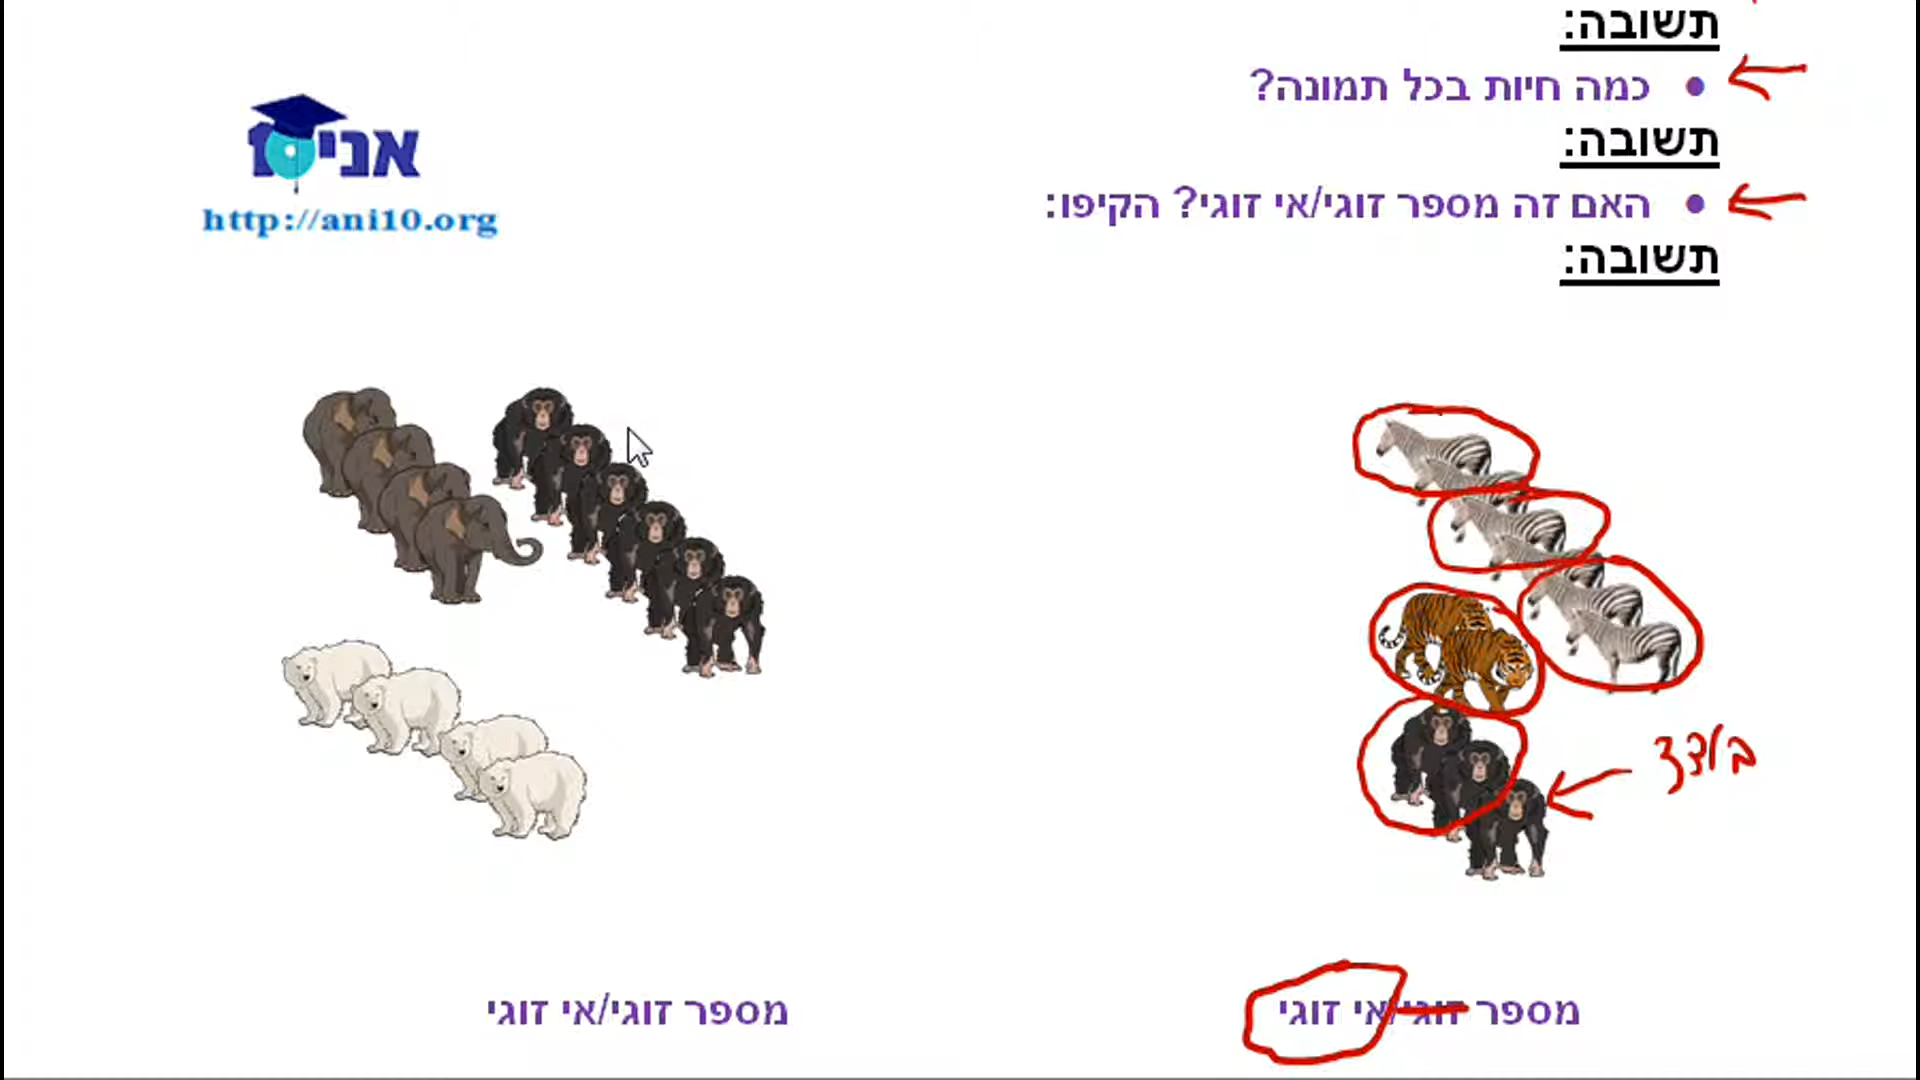 תשובה:
• כמה חיות בכל תמונה?
תשובה:
• האם זה מספר זוגי/אי זוגי? הקיפו:
תשובה:
אני10
http://ani10.org
בודד
מספר זוגי/אי זוגי
מספר זוגי/אי זוגי